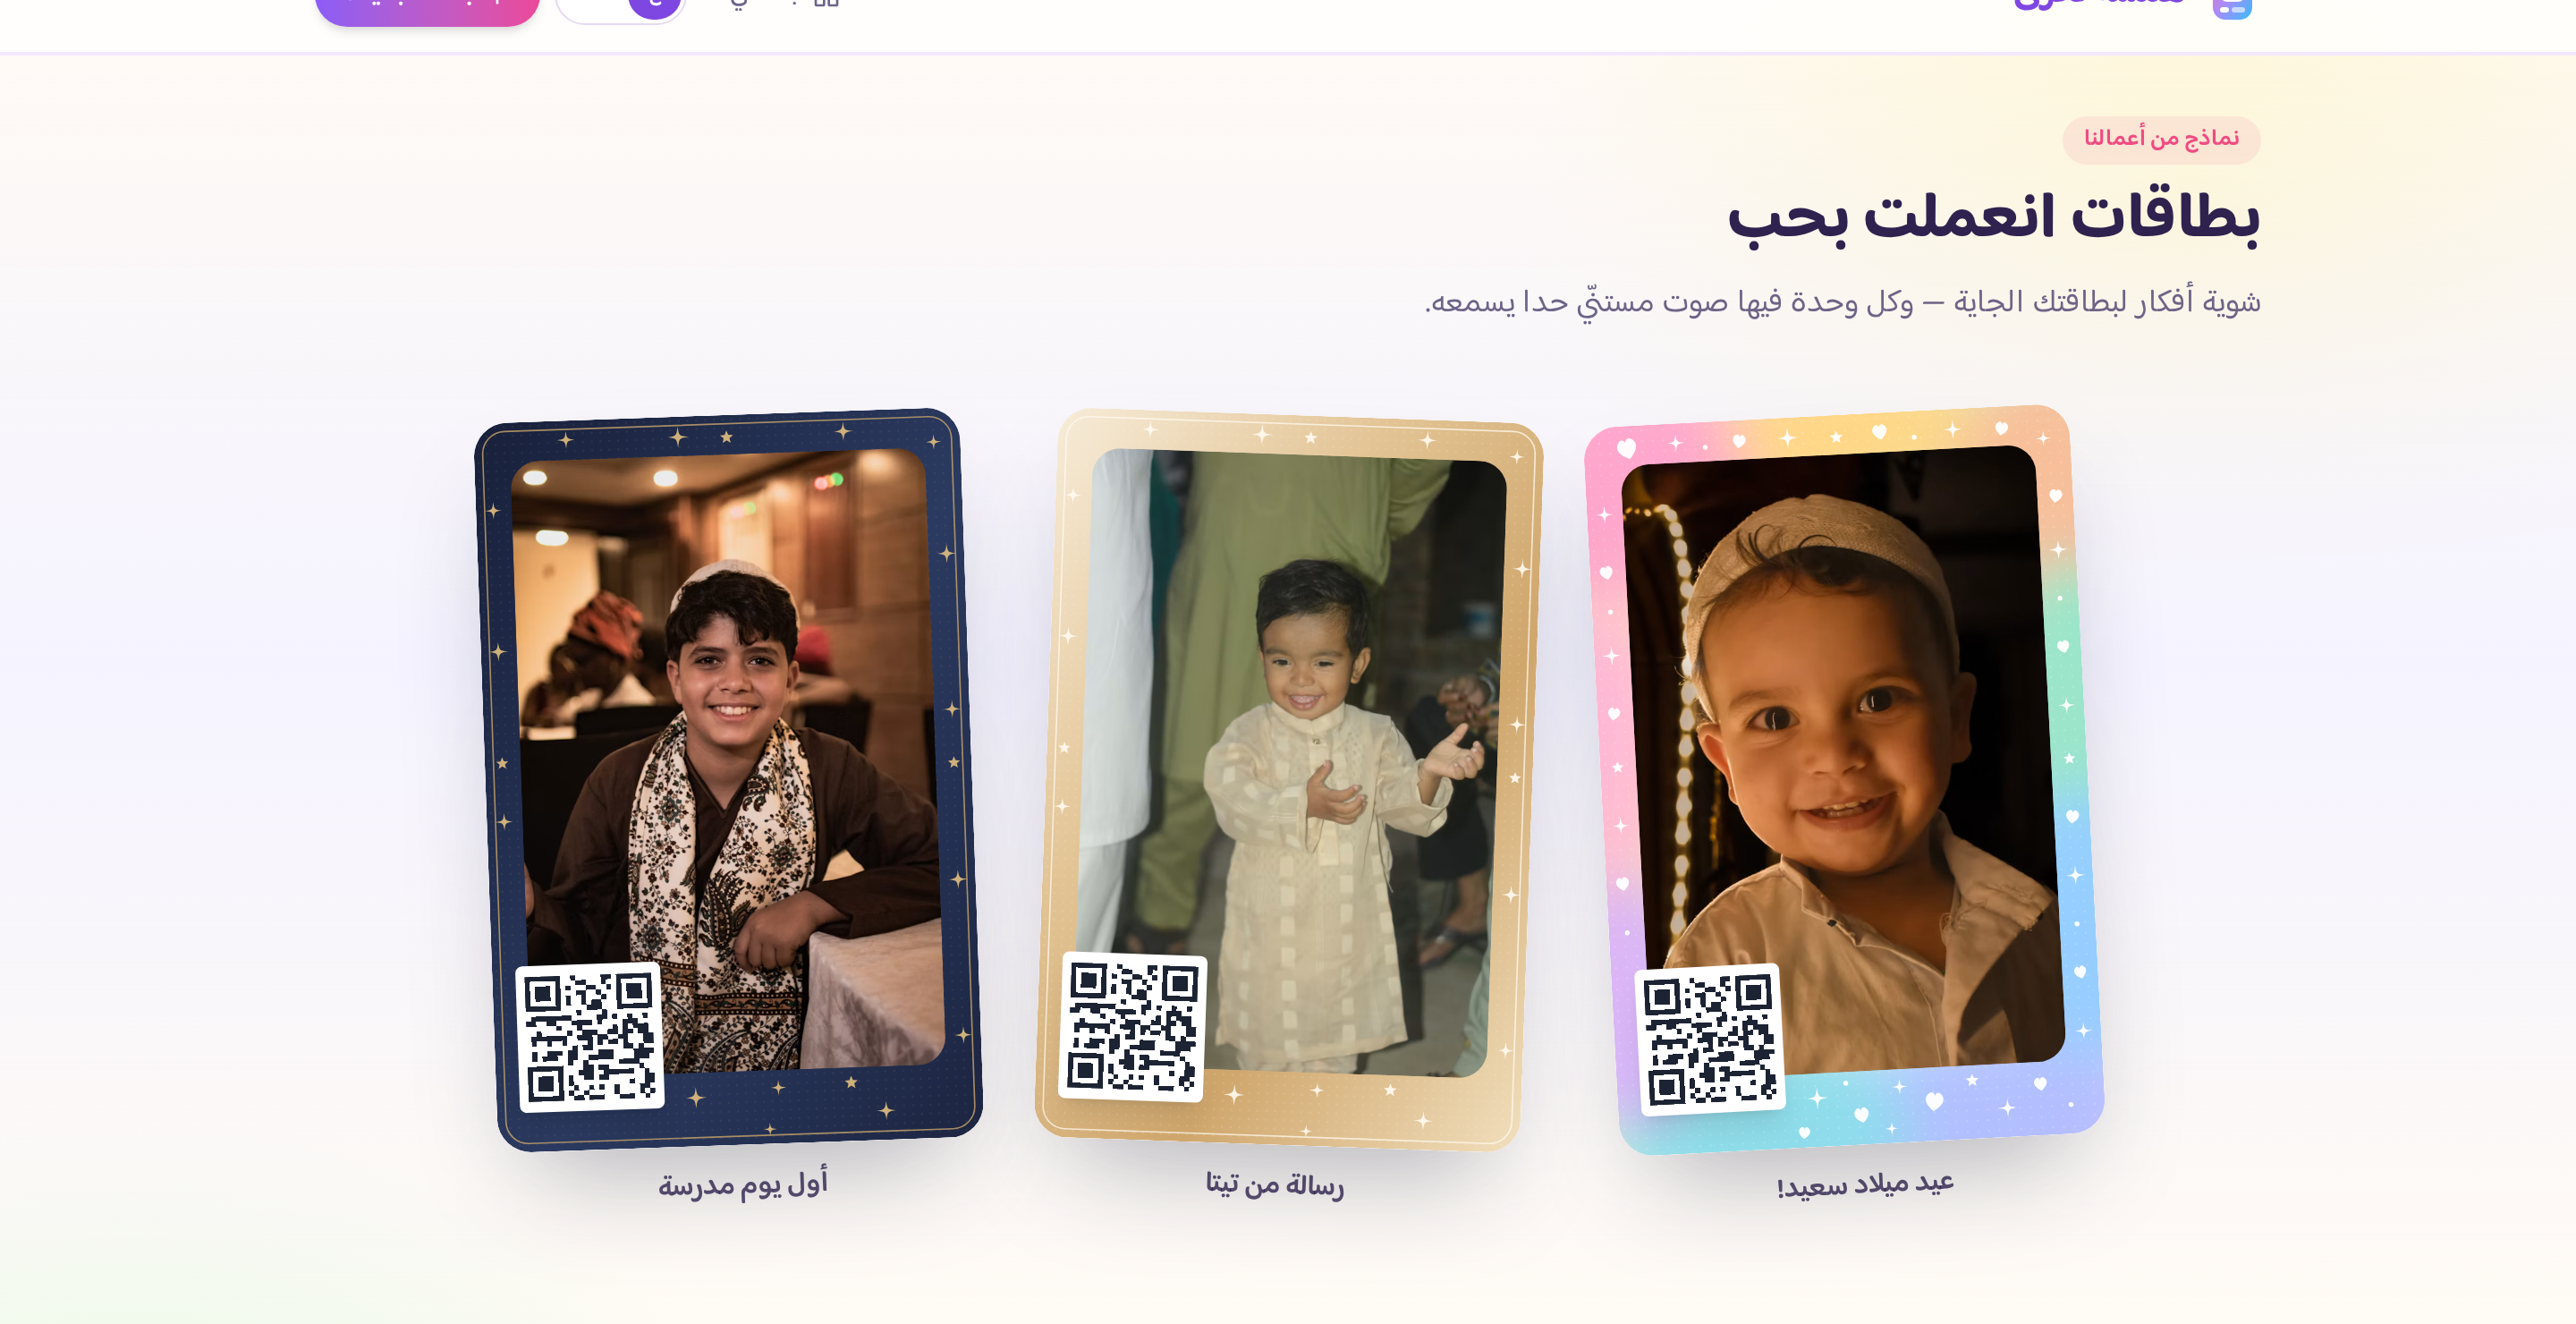 نماذج من أعمالنا
بطاقات انعملت بحب
شوية أفكار لبطاقتك الجاية — وكل وحدة فيها صوت مستنّي حدا يسمعه.
عيد ميلاد سعيد!
رسالة من تيتا
أول يوم مدرسة